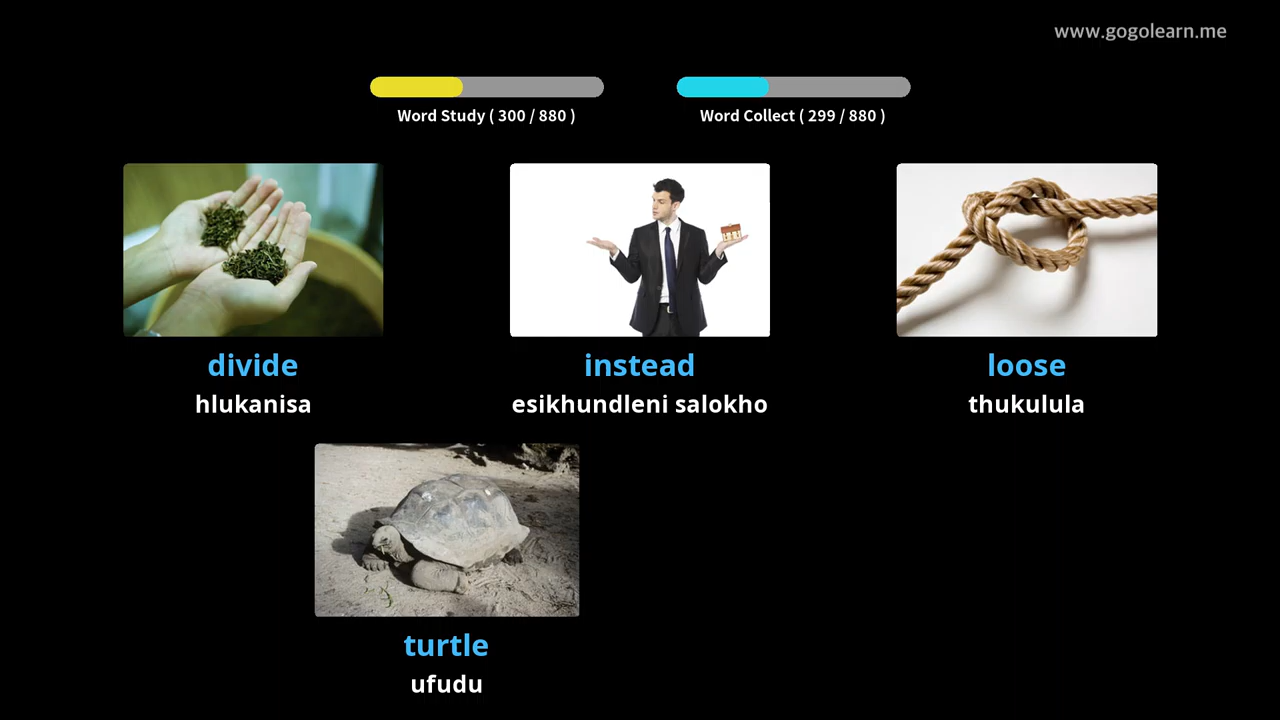 www.gogolearn.me
Word Study ( 300 / 880 )
Word Collect ( 299 / 880 )
divide
hlukanisa
instead
esikhundleni salokho
loose
thukulula
turtle
ufudu